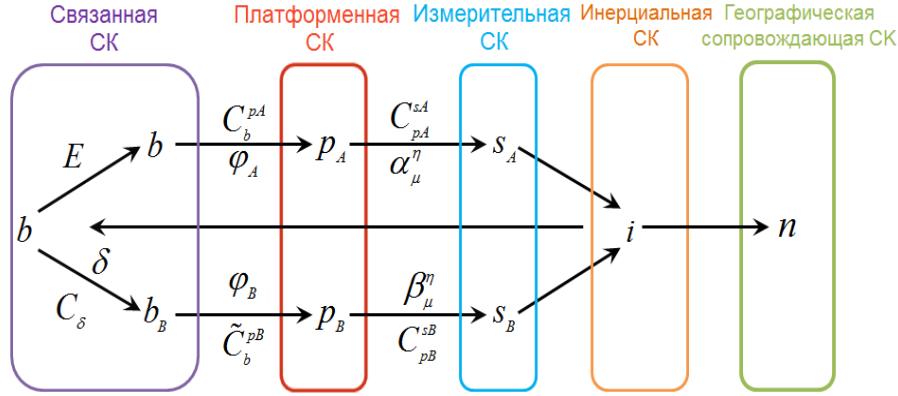 Связанная
СК
Платформенная
СК
Измерительная
СК
Инерциальная
СК
Географическая
сопровождающая СК
E
b
C_b^{pA}
φ_A
p_A
C_{pA}^{sA}
α_μ^η
s_A
b
i
n
δ
C_δ
b_B
φ_B
C̃_b^{pB}
p_B
β_μ^η
C_{pB}^{sB}
s_B